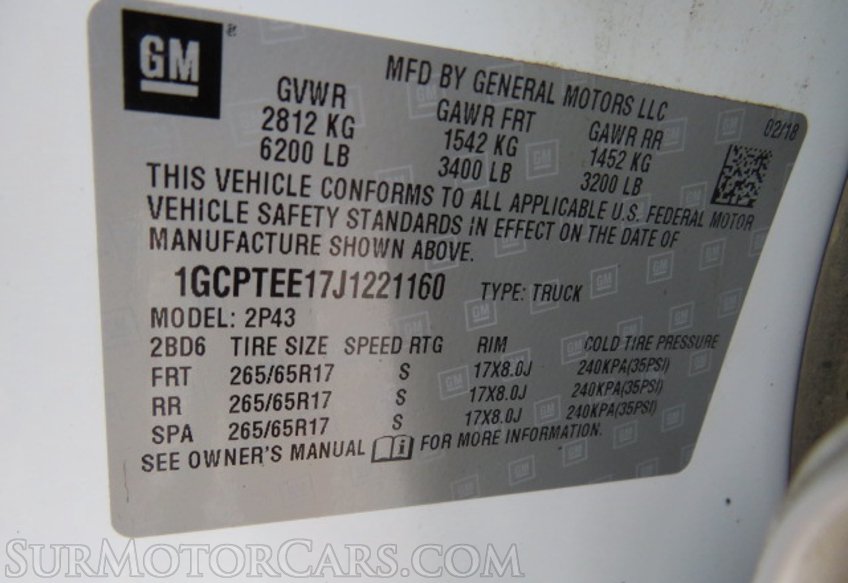 GM
MFD BY GENERAL MOTORS LLC
02/18
GVWR GAWR FRT GAWR RR
2812 KG 1542 KG 1452 KG
6200 LB 3400 LB 3200 LB
THIS VEHICLE CONFORMS TO ALL APPLICABLE U.S. FEDERAL MOTOR
VEHICLE SAFETY STANDARDS IN EFFECT ON THE DATE OF
MANUFACTURE SHOWN ABOVE.
1GCPTEE17J1221160 TYPE: TRUCK
MODEL: 2P43
2BD6 TIRE SIZE SPEED RTG RIM COLD TIRE PRESSURE
FRT 265/65R17 S 17X8.0J 240KPA(35PSI)
RR 265/65R17 S 17X8.0J 240KPA(35PSI)
SPA 265/65R17 S 17X8.0J 240KPA(35PSI)
SEE OWNER'S MANUAL FOR MORE INFORMATION.
SURMOTORCARS.COM